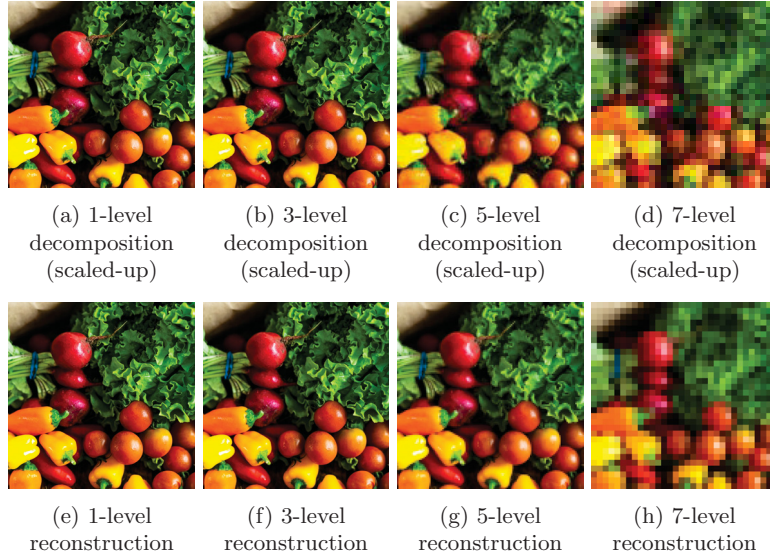 (a) 1-level
decomposition
(scaled-up)
(b) 3-level
decomposition
(scaled-up)
(c) 5-level
decomposition
(scaled-up)
(d) 7-level
decomposition
(scaled-up)
(e) 1-level
reconstruction
(f) 3-level
reconstruction
(g) 5-level
reconstruction
(h) 7-level
reconstruction